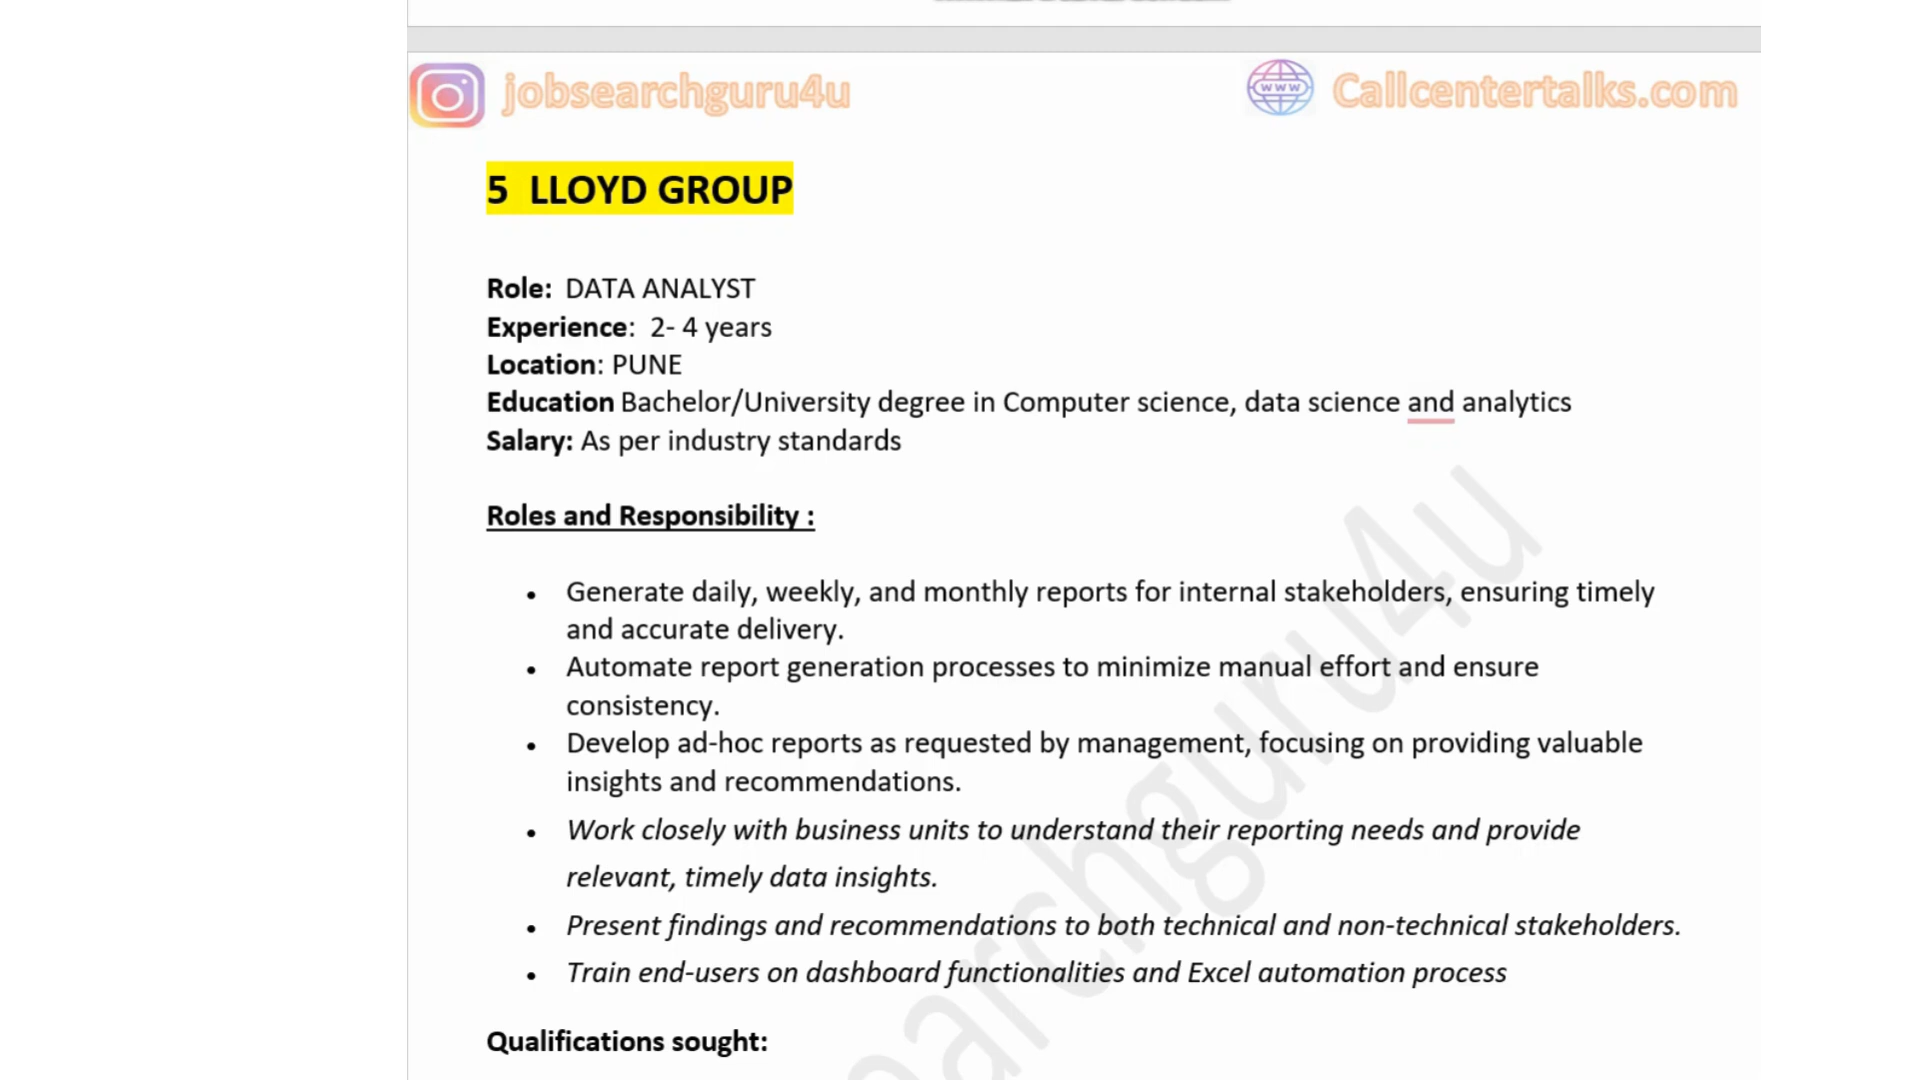 jobsearchguru4u
www
Callcentertalks.com
5 LLOYD GROUP
Role: DATA ANALYST
Experience: 2- 4 years
Location: PUNE
Education Bachelor/University degree in Computer science, data science and analytics
Salary: As per industry standards
Roles and Responsibility :
• Generate daily, weekly, and monthly reports for internal stakeholders, ensuring timely
and accurate delivery.
• Automate report generation processes to minimize manual effort and ensure
consistency.
• Develop ad-hoc reports as requested by management, focusing on providing valuable
insights and recommendations.
• Work closely with business units to understand their reporting needs and provide
relevant, timely data insights.
• Present findings and recommendations to both technical and non-technical stakeholders.
• Train end-users on dashboard functionalities and Excel automation process
Qualifications sought: